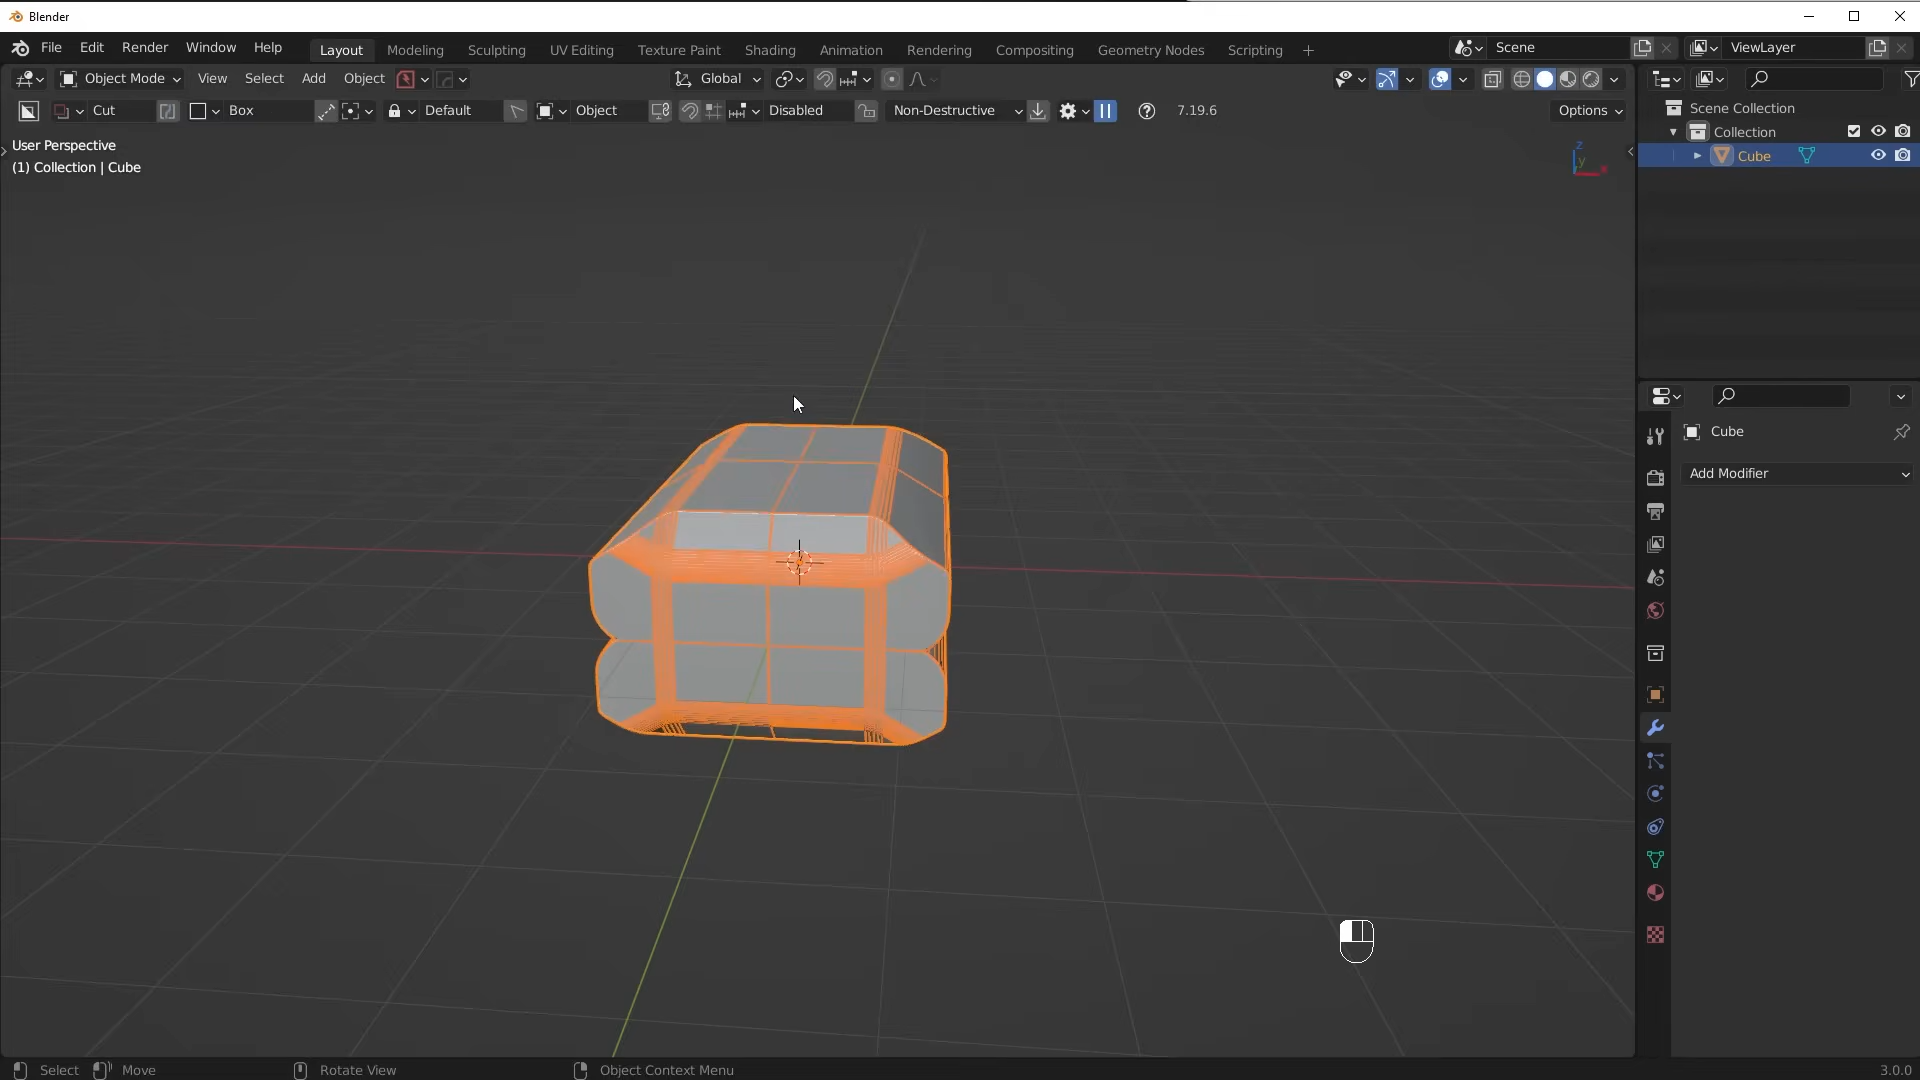 Blender
File Edit Render Window Help Layout Modeling Sculpting UV Editing Texture Paint Shading Animation Rendering Compositing Geometry Nodes Scripting + Scene ViewLayer
Object Mode View Select Add Object Global
Cut Box Default Object Disabled Non-Destructive 7.19.6 Options
Scene Collection
Collection
Cube
User Perspective
(1) Collection | Cube
z
y
Cube
Add Modifier
Select Move Rotate View Object Context Menu 3.0.0